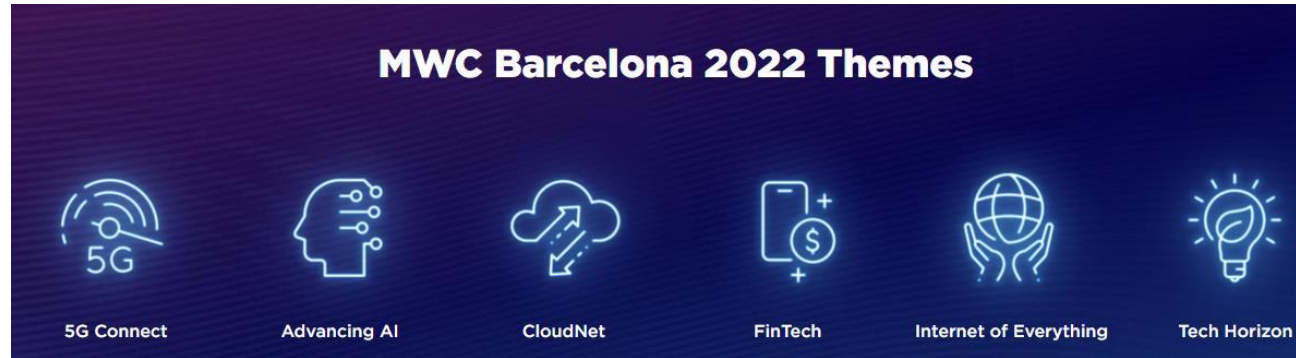 MWC Barcelona 2022 Themes
5G
$
5G Connect
Advancing AI
CloudNet
FinTech
Internet of Everything
Tech Horizon